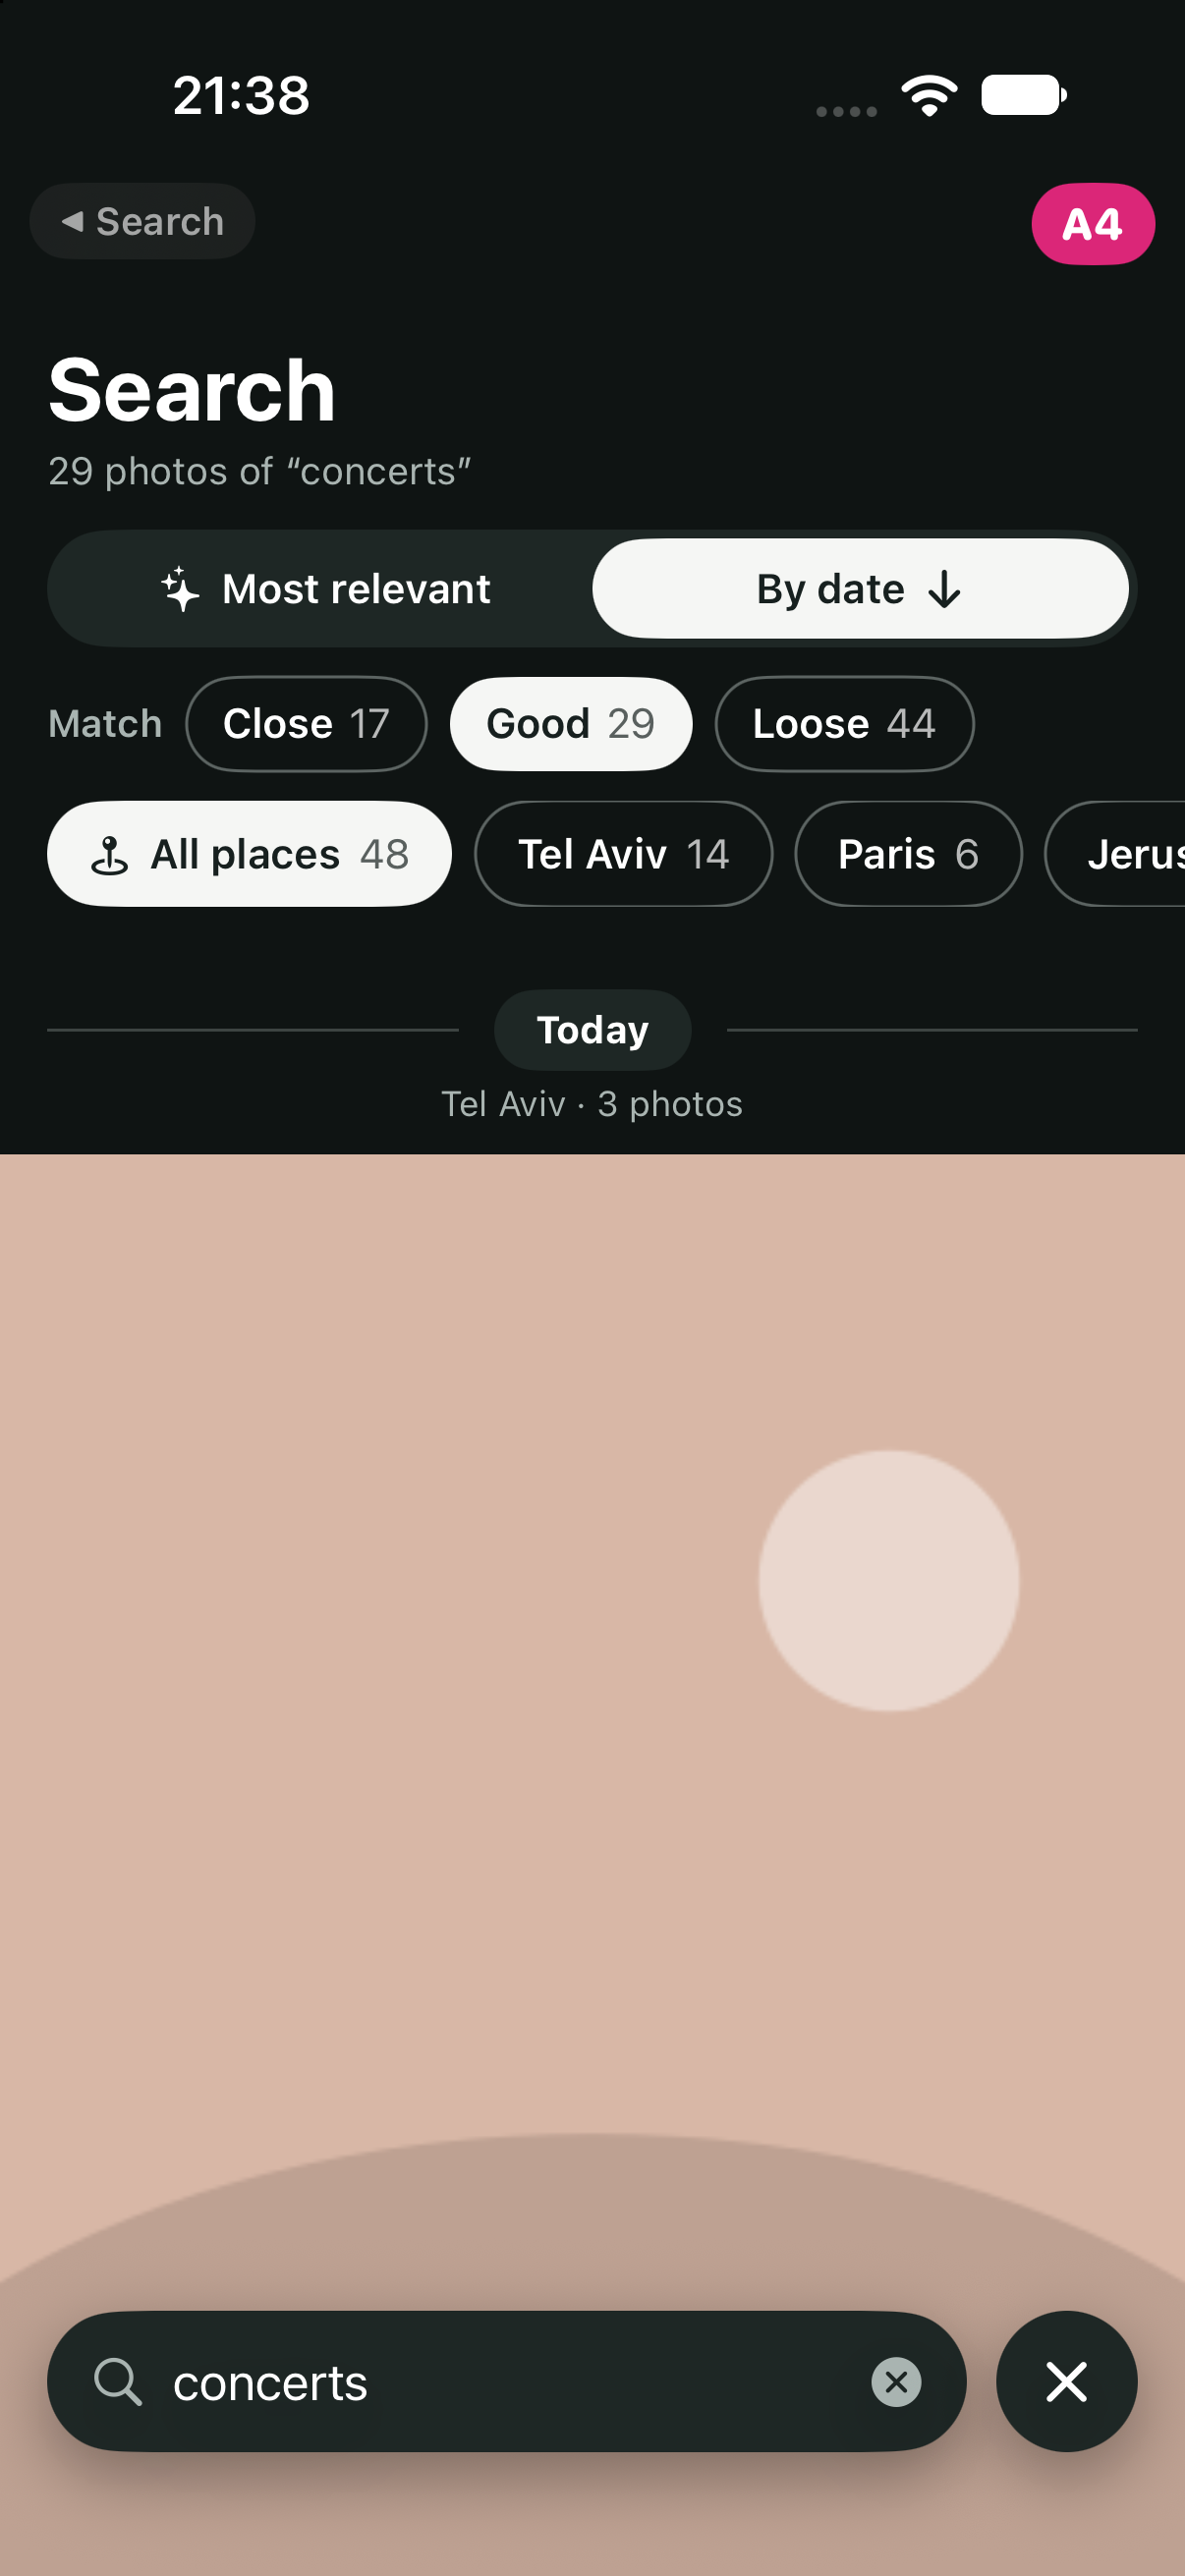 21:38
◀ Search
A4
Search
29 photos of “concerts”
Most relevant
By date ↓
Match Close 17 Good 29 Loose 44
All places 48 Tel Aviv 14 Paris 6 Jerus
Today
Tel Aviv · 3 photos
concerts